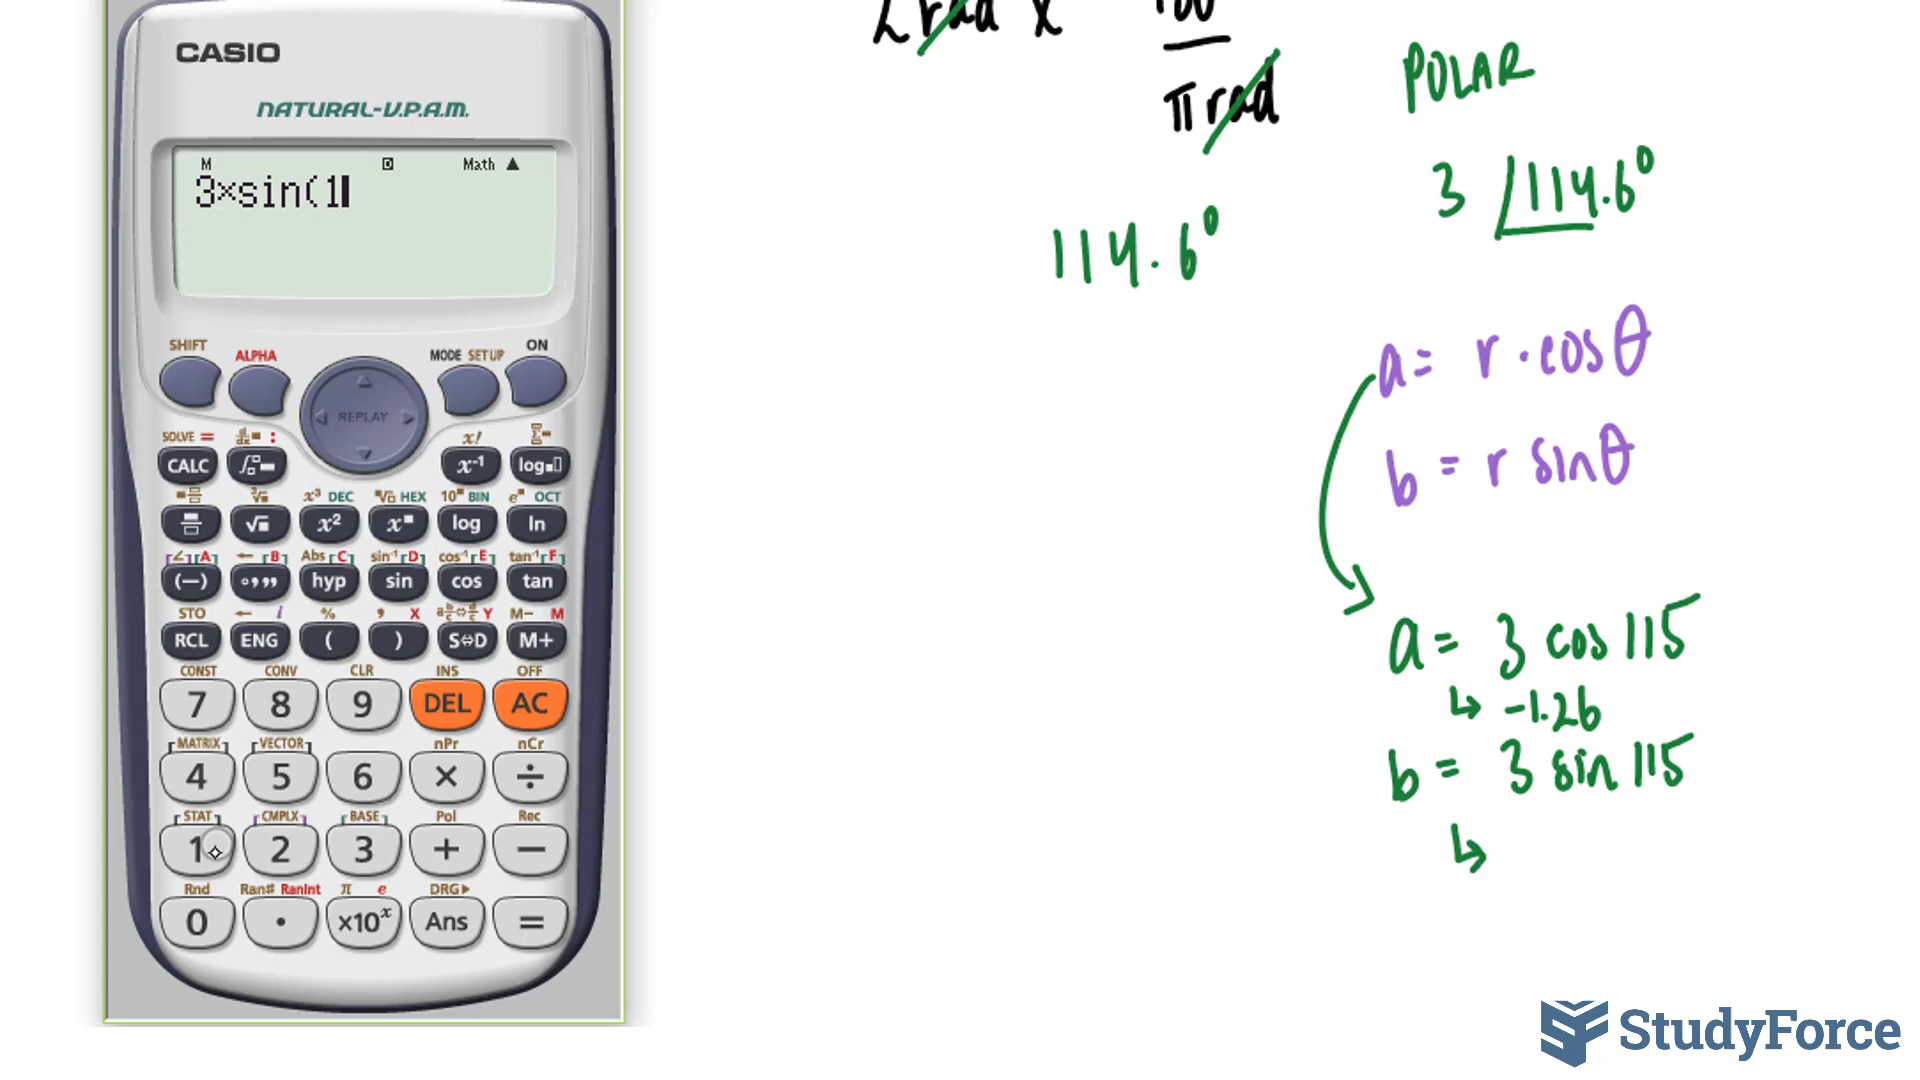 CASIO
NATURAL-V.P.A.M.
M D Math ▲
3×sin(1
SHIFT ALPHA MODE SETUP ON
REPLAY
SOLVE = : x!
CALC x⁻¹ log
x³ DEC HEX 10 BIN e OCT
x² log ln
∠ A ← B Abs C sin⁻¹ D cos⁻¹ E tan⁻¹ F
(−) hyp sin cos tan
STO ← i % , X Y M− M
RCL ENG ( ) S⇔D M+
CONST CONV CLR INS OFF
7 8 9 DEL AC
MATRIX VECTOR nPr nCr
4 5 6 × ÷
STAT CMPLX BASE Pol Rec
1 2 3 + −
Rnd Ran# RanInt π e DRG▶
0 . ×10ˣ Ans =
2 rad x
π rad
114.6°
POLAR
3 ∠114.6°
a = r · cos θ
b = r sin θ
a = 3 cos 115
↳ -1.26
b = 3 sin 115
↳
StudyForce